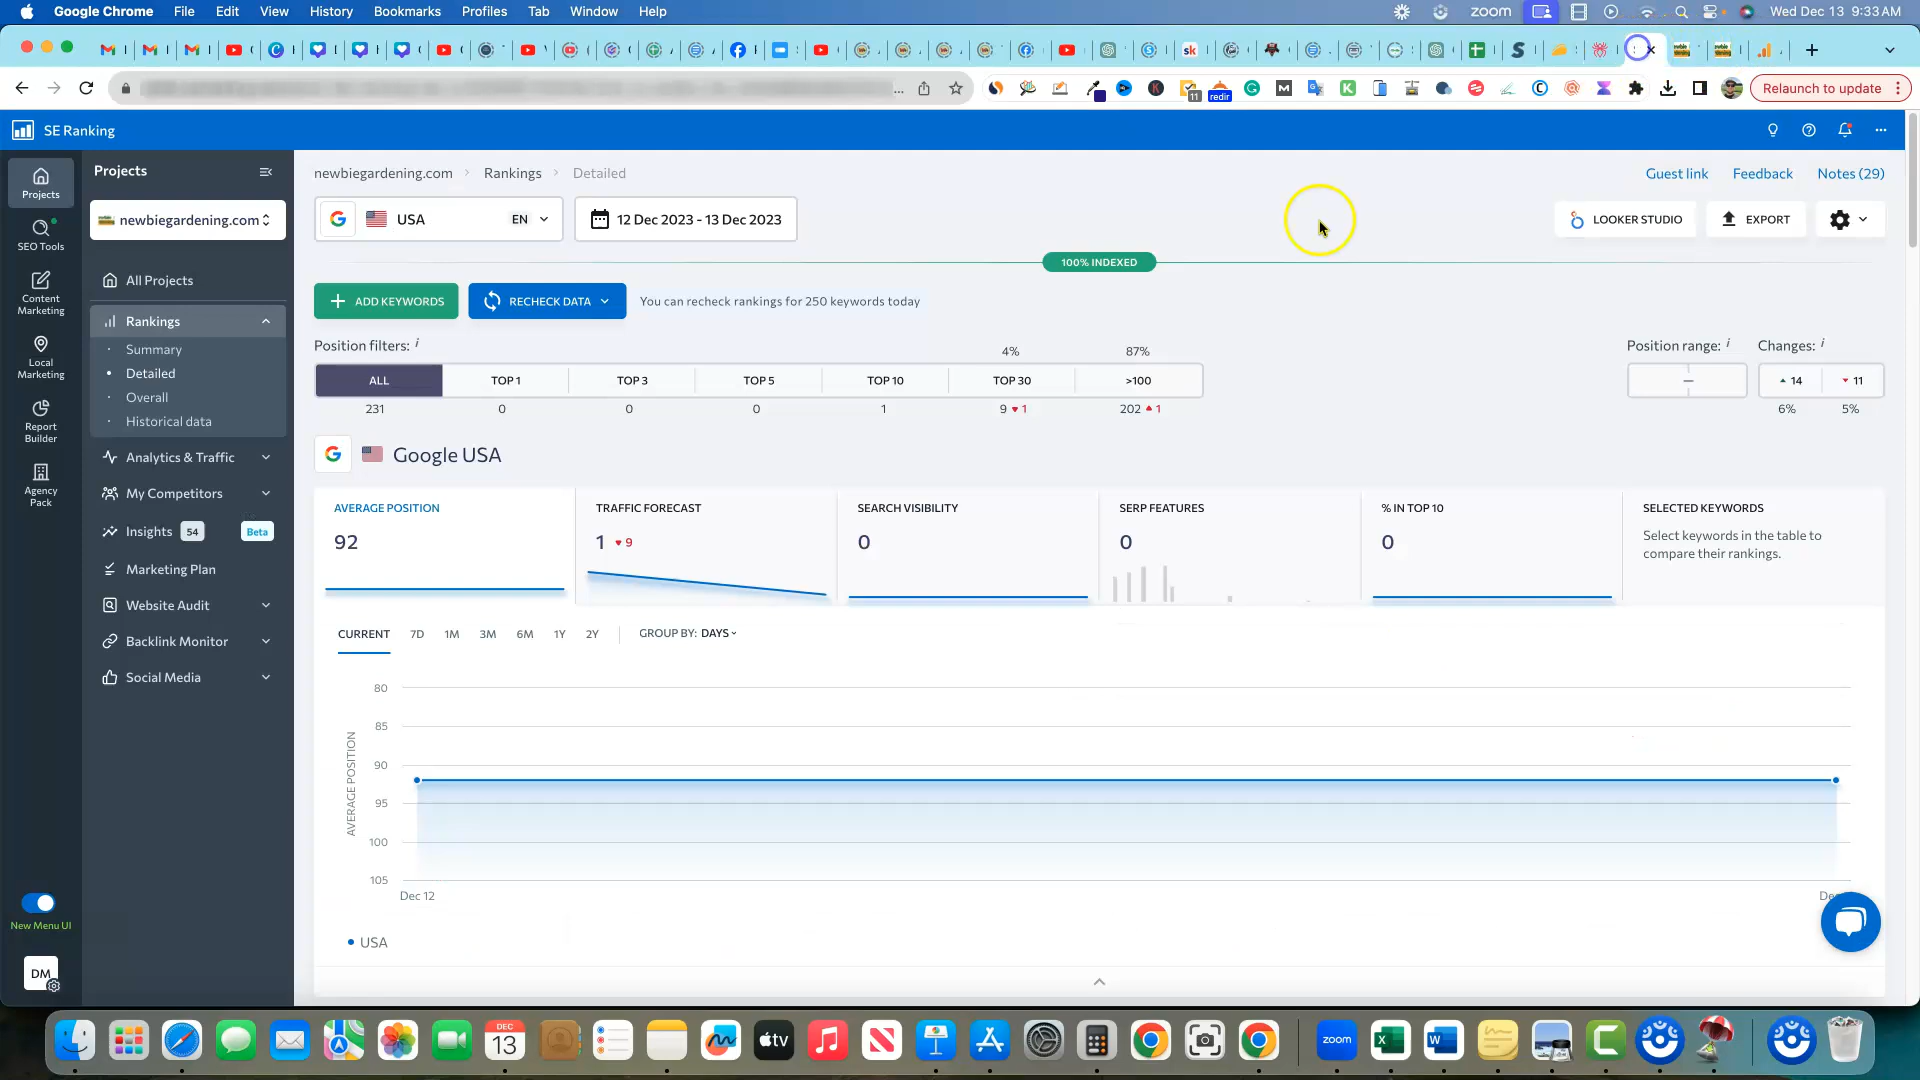 Google Chrome File Edit View History Bookmarks Profiles Tab Window Help
zoom Wed Dec 13 9:33 AM
... 11 redir Relaunch to update
SE Ranking
Projects
SEO Tools
Content
Marketing
Local
Marketing
Report
Builder
Agency
Pack
New Menu UI
DM
Projects
newbiegardening.com
All Projects
Rankings
Summary
Detailed
Overall
Historical data
Analytics & Traffic
My Competitors
Insights 54 Beta
Marketing Plan
Website Audit
Backlink Monitor
Social Media
newbiegardening.com > Rankings > Detailed
Guest link Feedback Notes (29)
USA EN 12 Dec 2023 - 13 Dec 2023
LOOKER STUDIO EXPORT
100% INDEXED
+ ADD KEYWORDS RECHECK DATA You can recheck rankings for 250 keywords today
Position filters: i 4% 87% Position range: i Changes: i
ALL TOP 1 TOP 3 TOP 5 TOP 10 TOP 30 >100 — 14 11
231 0 0 0 1 9 1 202 1 6% 5%
Google USA
AVERAGE POSITION TRAFFIC FORECAST SEARCH VISIBILITY SERP FEATURES % IN TOP 10 SELECTED KEYWORDS
92 1 9 0 0 0
Select keywords in the table to
compare their rankings.
CURRENT 7D 1M 3M 6M 1Y 2Y GROUP BY: DAYS
AVERAGE POSITION
80
85
90
95
100
105
Dec 12
USA
DEC
13
tv
zoom
X
W